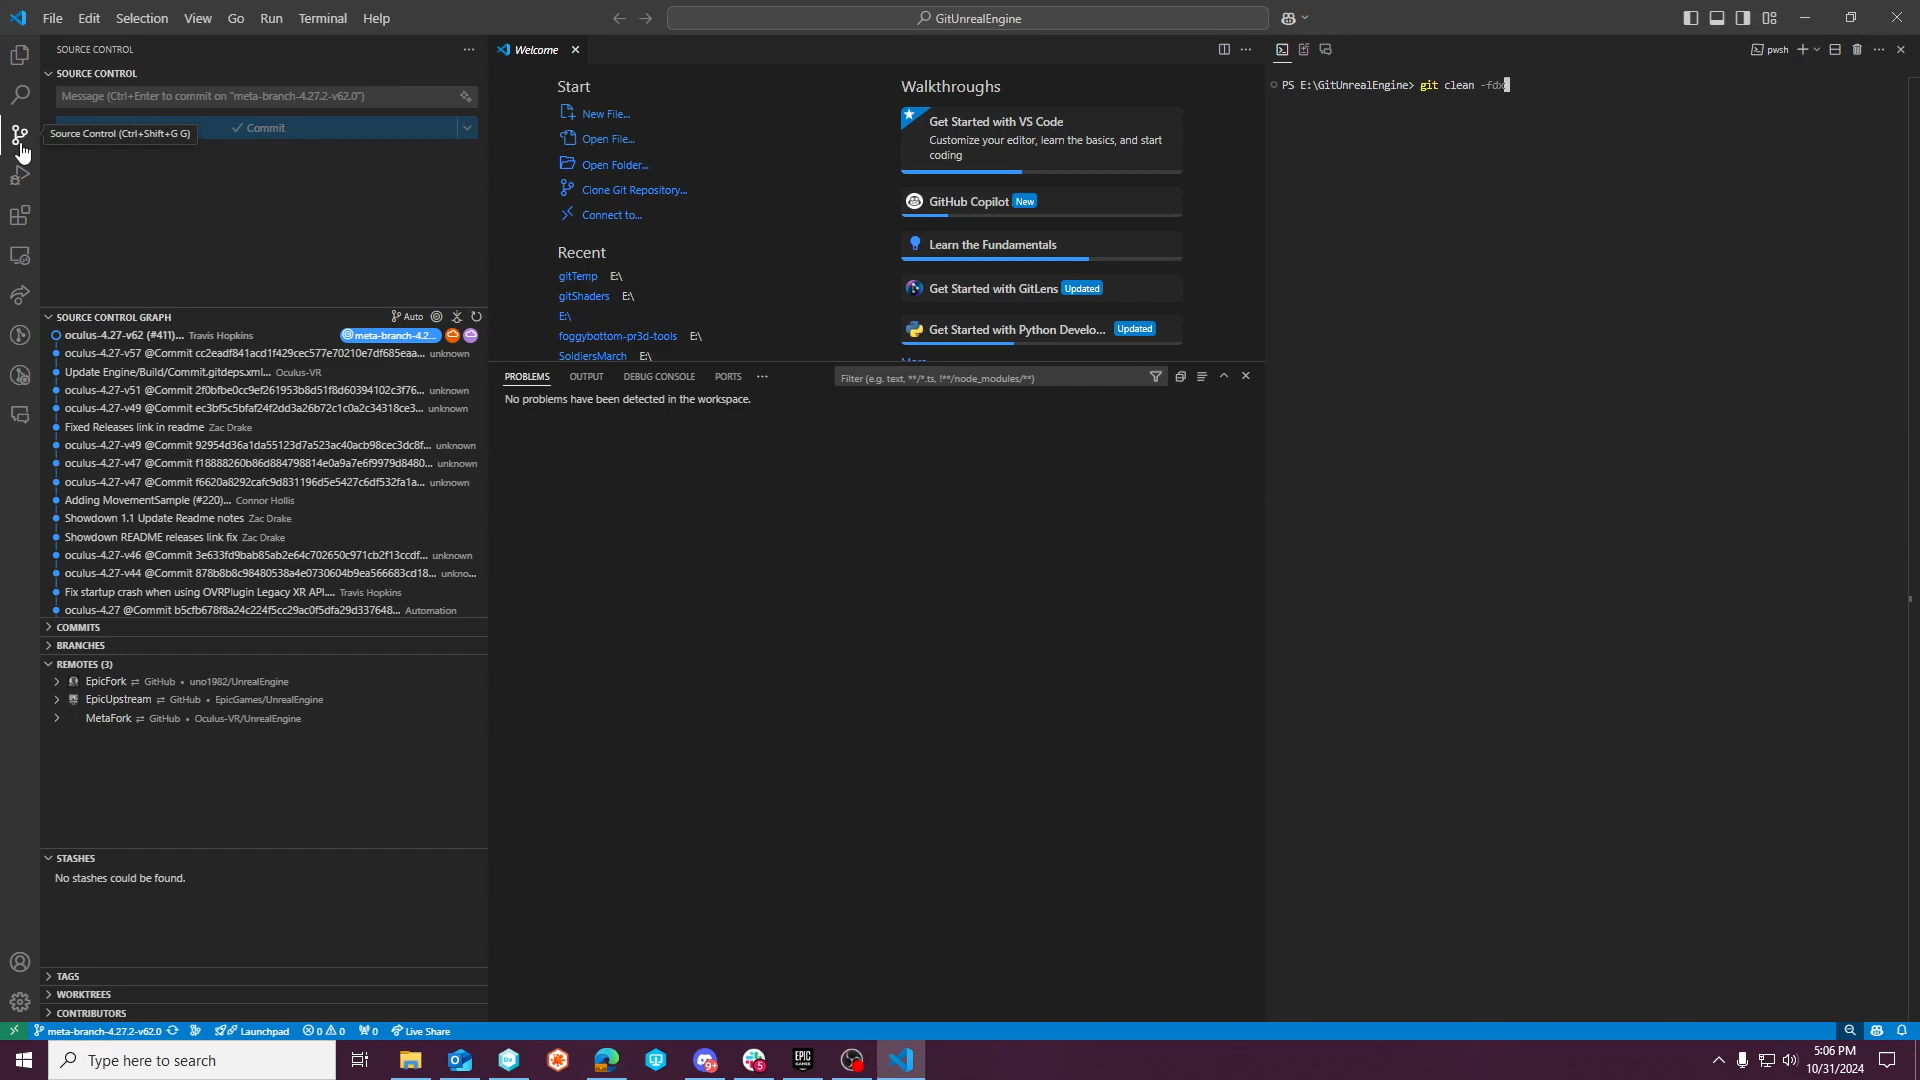 File Edit Selection View Go Run Terminal Help
GitUnrealEngine
SOURCE CONTROL
SOURCE CONTROL
Message (Ctrl+Enter to commit on "meta-branch-4.27.2-v62.0")
Commit
Source Control (Ctrl+Shift+G G)
SOURCE CONTROL GRAPH
Auto
oculus-4.27-v62 (#411)... Travis Hopkins meta-branch-4.2...
oculus-4.27-v57 @Commit cc2eadf841acd1f429cec577e70210e7df685eaa... unknown
Update Engine/Build/Commit.gitdeps.xml... Oculus-VR
oculus-4.27-v51 @Commit 2f0bfbe0cc9ef261953b8d51f8d60394102c3f76... unknown
oculus-4.27-v49 @Commit ec3bf5c5bfaf24f2dd3a26b72c1c0a2c34318ce3... unknown
Fixed Releases link in readme Zac Drake
oculus-4.27-v49 @Commit 92954d36a1da55123d7a523ac40acb98cec3dc8f... unknown
oculus-4.27-v47 @Commit f18888260b86d884798814e0a9a7e6f9979d8480... unknown
oculus-4.27-v47 @Commit f6620a8292cafc9d831196d5e5427c6df532fa1a... unknown
Adding MovementSample (#220)... Connor Hollis
Showdown 1.1 Update Readme notes Zac Drake
Showdown README releases link fix Zac Drake
oculus-4.27-v46 @Commit 3e633fd9bab85ab2e64c702650c971cb2f13ccdf... unknown
oculus-4.27-v44 @Commit 878b8b8c98480538a4e0730604b9ea566683cd18... unkno...
Fix startup crash when using OVRPlugin Legacy XR API.... Travis Hopkins
oculus-4.27 @Commit b5cfb678f8a24c224f5cc29ac0f5dfa29d337648... Automation
COMMITS
BRANCHES
REMOTES (3)
EpicFork ⇄ GitHub • uno1982/UnrealEngine
EpicUpstream ⇄ GitHub • EpicGames/UnrealEngine
MetaFork ⇄ GitHub • Oculus-VR/UnrealEngine
STASHES
No stashes could be found.
TAGS
WORKTREES
CONTRIBUTORS
Welcome
Start
New File...
Open File...
Open Folder...
Clone Git Repository...
Connect to...
Recent
gitTemp E:\
gitShaders E:\
E:\
foggybottom-pr3d-tools E:\
SoldiersMarch E:\
Walkthroughs
Get Started with VS Code
Customize your editor, learn the basics, and start
coding
GitHub Copilot New
Learn the Fundamentals
Get Started with GitLens Updated
Get Started with Python Develo... Updated
PROBLEMS OUTPUT DEBUG CONSOLE PORTS
Filter (e.g. text, **/*.ts, !**/node_modules/**)
No problems have been detected in the workspace.
pwsh
PS E:\GitUnrealEngine> git clean -fdx
meta-branch-4.27.2-v62.0 Launchpad 0 0 0 Live Share
Type here to search
EPIC
GAMES
9+
5
5:06 PM
10/31/2024